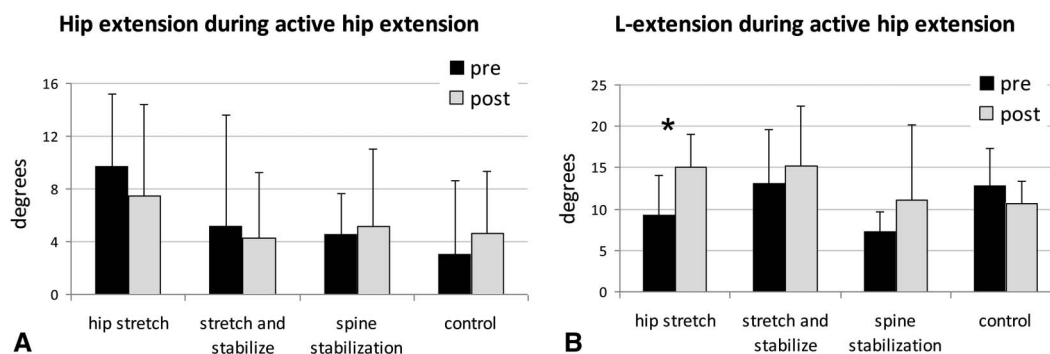 Hip extension during active hip extension
16
12
8
4
0
degrees
pre
post
hip stretch
stretch and
stabilize
spine
stabilization
control
A
L-extension during active hip extension
25
20
15
10
5
0
degrees
pre
post
*
hip stretch
stretch and
stabilize
spine
stabilization
control
B